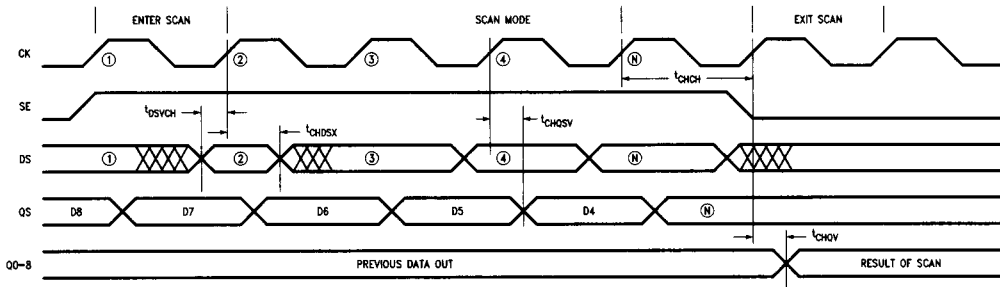 ENTER SCAN SCAN MODE EXIT SCAN
CK ① ② ③ ④ Ⓝ
tCHCH
SE
tDSVCH tCHDSX tCHQSV
DS ① ② ③ ④ Ⓝ
QS D8 D7 D6 D5 D4 Ⓝ
tCHQV
Q0-8 PREVIOUS DATA OUT RESULT OF SCAN